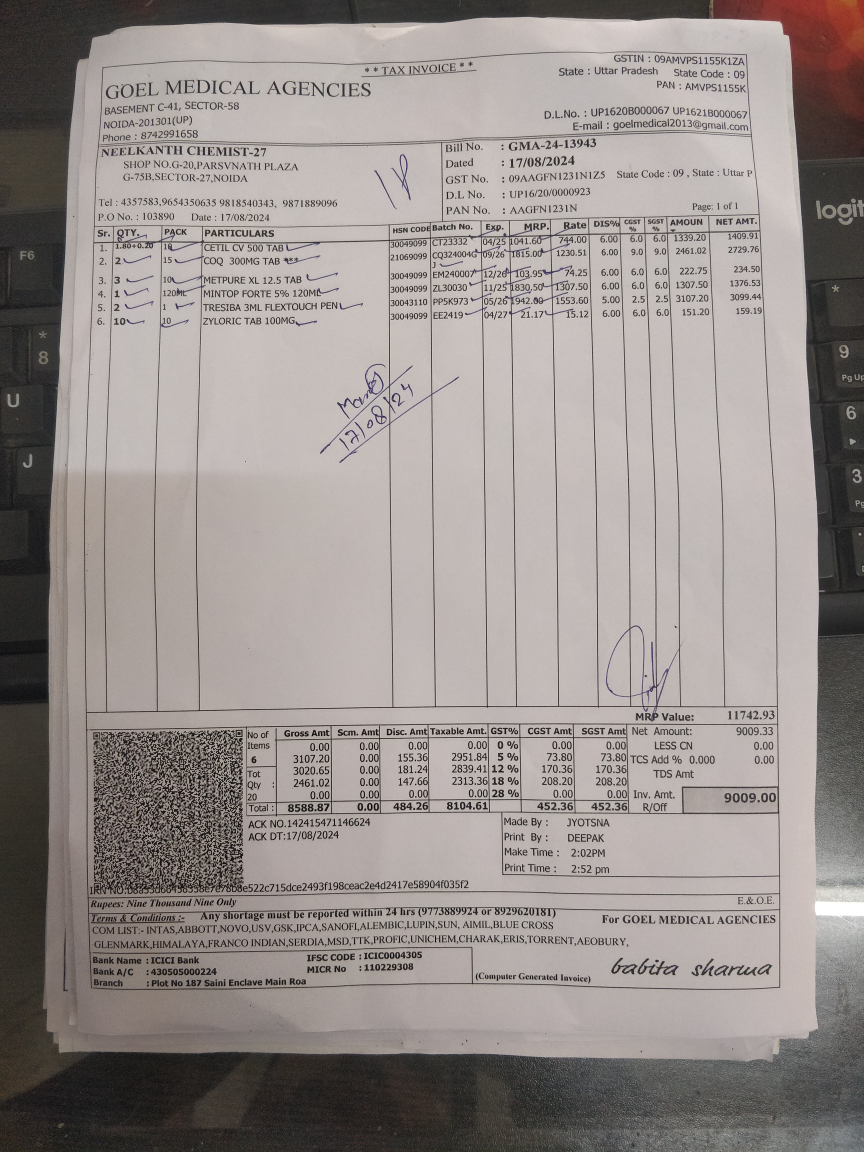 ** TAX INVOICE **
GSTIN : 09AMVPS1155K1ZA
State : Uttar Pradesh State Code : 09
PAN : AMVPS1155K
GOEL MEDICAL AGENCIES
BASEMENT C-41, SECTOR-58
NOIDA-201301(UP)
Phone : 8742991658
D.L.No. : UP1620B000067 UP1621B000067
E-mail : goelmedical2013@gmail.com
NEELKANTH CHEMIST-27
SHOP NO.G-20,PARSVNATH PLAZA
G-75B,SECTOR-27,NOIDA
Tel : 4357583,9654350635 9818540343, 9871889096
P.O No. : 103890 Date : 17/08/2024
Bill No. : GMA-24-13943
Dated : 17/08/2024
GST No. : 09AAGFN1231N1Z5 State Code : 09 , State : Uttar P
D.L No. : UP16/20/0000923
PAN No. : AAGFN1231N
Page: 1 of 1
Sr. QTY. PACK PARTICULARS HSN CODE Batch No. Exp. MRP. Rate DIS% CGST % SGST % AMOUN NET AMT.
1. 1.80+0.20 10 CETIL CV 500 TAB 30049099 CT23332 04/25 1041.60 744.00 6.00 6.0 6.0 1339.20 1409.91
2. 2 15 COQ 300MG TAB *** 21069099 CQ324004G 09/26 1815.00 1230.51 6.00 9.0 9.0 2461.02 2729.76
3. 3 10 METPURE XL 12.5 TAB 30049099 EM240007 12/26 103.95 74.25 6.00 6.0 6.0 222.75 234.50
4. 1 120ML MINTOP FORTE 5% 120ML 30049099 ZL30030 11/25 1830.50 1307.50 6.00 6.0 6.0 1307.50 1376.53
5. 2 1 TRESIBA 3ML FLEXTOUCH PEN 30043110 PP5K973 05/26 1942.00 1553.60 5.00 2.5 2.5 3107.20 3099.44
6. 10 10 ZYLORIC TAB 100MG 30049099 EE2419 04/27 21.17 15.12 6.00 6.0 6.0 151.20 159.19
17/08/24
MRP Value: 11742.93
No of Items 6
Tot Qty : 20
Gross Amt Scm. Amt Disc. Amt Taxable Amt. GST% CGST Amt SGST Amt
0.00 0.00 0.00 0.00 0 % 0.00 0.00
3107.20 0.00 155.36 2951.84 5 % 73.80 73.80
3020.65 0.00 181.24 2839.41 12 % 170.36 170.36
2461.02 0.00 147.66 2313.36 18 % 208.20 208.20
0.00 0.00 0.00 0.00 28 % 0.00 0.00
Total : 8588.87 0.00 484.26 8104.61 452.36 452.36
Net Amount: 9009.33
LESS CN 0.00
TCS Add % 0.000 0.00
TDS Amt
Inv. Amt. 9009.00
R/Off
ACK NO.142415471146624
ACK DT:17/08/2024
Made By : JYOTSNA
Print By : DEEPAK
Make Time : 2:02PM
Print Time : 2:52 pm
Rupees: Nine Thousand Nine Only
E.&O.E.
Terms & Conditions :- Any shortage must be reported within 24 hrs (9773889924 or 8929620181)
COM LIST:- INTAS,ABBOTT,NOVO,USV,GSK,IPCA,SANOFI,ALEMBIC,LUPIN,SUN, AIMIL,BLUE CROSS
GLENMARK,HIMALAYA,FRANCO INDIAN,SERDIA,MSD,TTK,PROFIC,UNICHEM,CHARAK,ERIS,TORRENT,AEOBURY,
For GOEL MEDICAL AGENCIES
Bank Name : ICICI Bank IFSC CODE : ICIC0004305
Bank A/C : 430505000224 MICR No : 110229308
Branch : Plot No 187 Saini Enclave Main Roa
(Computer Generated Invoice)
babita sharma
logit
F6
*
8
U
J
*
9
Pg Up
6
3